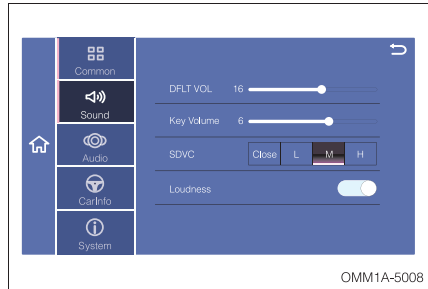 Common
Sound
Audio
CarInfo
System
DFLT VOL 16
Key Volume 6
SDVC Close L M H
Loudness
OMM1A-5008